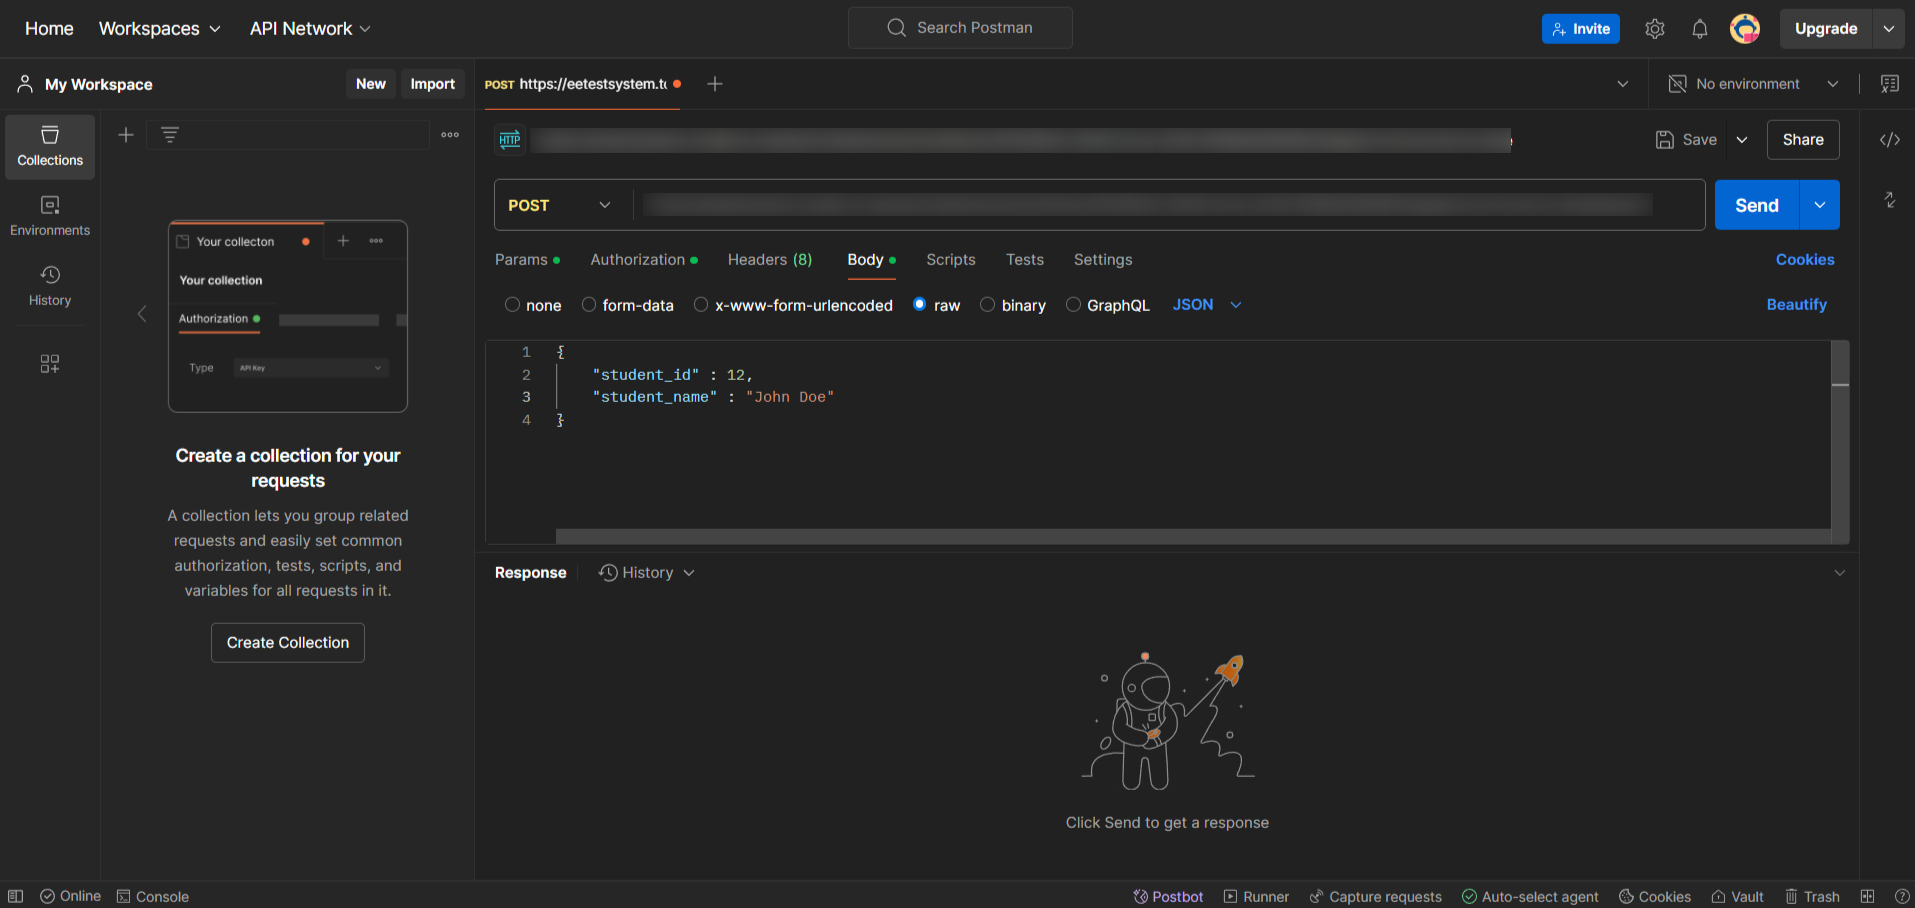 Home Workspaces API Network Search Postman Invite Upgrade
My Workspace New Import POST https://eetestsystem.t No environment
HTTP Save Share
Collections
Environments
History
Your collecton
Your collection
Authorization
Type API Key
Create a collection for your
requests
A collection lets you group related
requests and easily set common
authorization, tests, scripts, and
variables for all requests in it.
Create Collection
POST Send
Params Authorization Headers (8) Body Scripts Tests Settings Cookies
none form-data x-www-form-urlencoded raw binary GraphQL JSON Beautify
1 {
2 "student_id" : 12,
3 "student_name" : "John Doe"
4 }
Response History
Click Send to get a response
Online Console Postbot Runner Capture requests Auto-select agent Cookies Vault Trash